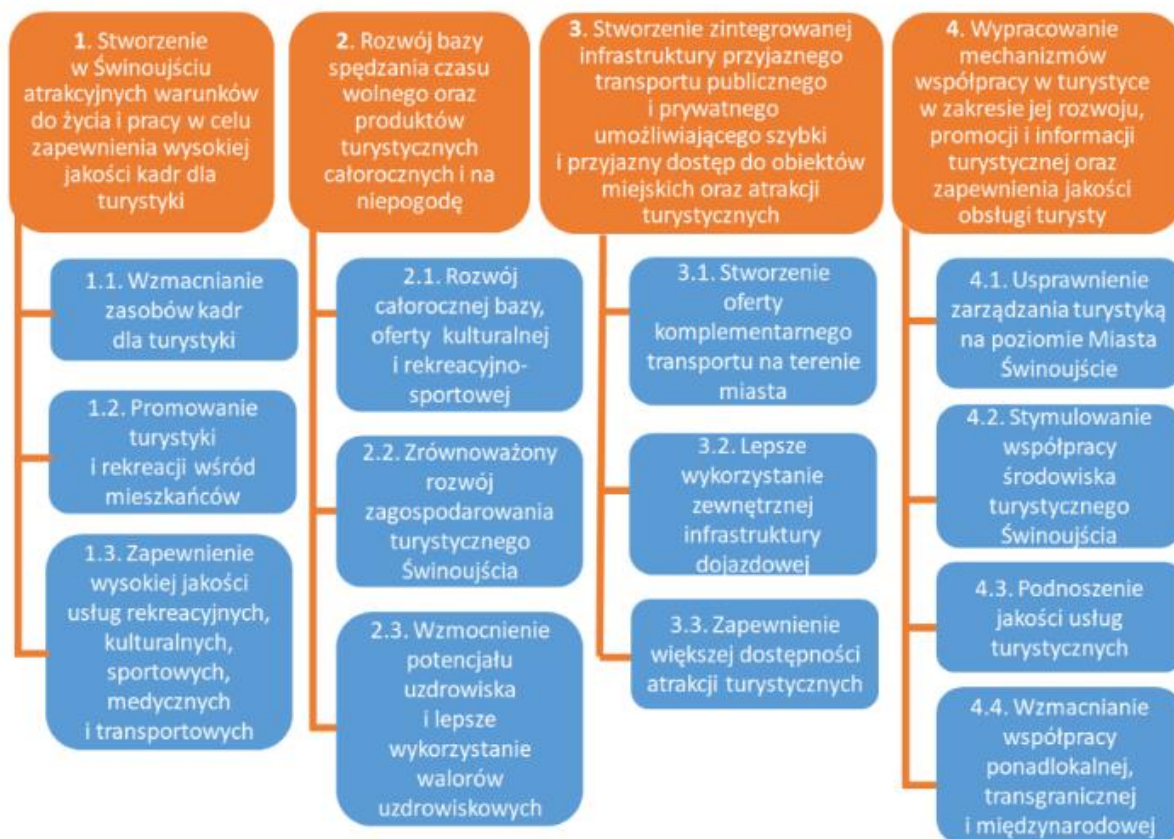 1. Stworzenie
w Świnoujściu
atrakcyjnych warunków
do życia i pracy w celu
zapewnienia wysokiej
jakości kadr dla
turystyki
1.1. Wzmacnianie
zasobów kadr
dla turystyki
1.2. Promowanie
turystyki
i rekreacji wśród
mieszkańców
1.3. Zapewnienie
wysokiej jakości
usług rekreacyjnych,
kulturalnych,
sportowych,
medycznych
i transportowych
2. Rozwój bazy
spędzania czasu
wolnego oraz
produktów
turystycznych
całorocznych i na
niepogodę
2.1. Rozwój
całorocznej bazy,
oferty kulturalnej
i rekreacyjno-
sportowej
2.2. Zrównoważony
rozwój
zagospodarowania
turystycznego
Świnoujścia
2.3. Wzmocnienie
potencjału
uzdrowiska
i lepsze
wykorzystanie
walorów
uzdrowiskowych
3. Stworzenie zintegrowanej
infrastruktury przyjaznego
transportu publicznego
i prywatnego
umożliwiającego szybki
i przyjazny dostęp do obiektów
miejskich oraz atrakcji
turystycznych
3.1. Stworzenie
oferty
komplementarnego
transportu na terenie
miasta
3.2. Lepsze
wykorzystanie
zewnętrznej
infrastruktury
dojazdowej
3.3. Zapewnienie
większej dostępności
atrakcji turystycznych
4. Wypracowanie
mechanizmów
współpracy w turystyce
w zakresie jej rozwoju,
promocji i informacji
turystycznej oraz
zapewnienia jakości
obsługi turysty
4.1. Usprawnienie
zarządzania turystyką
na poziomie Miasta
Świnoujście
4.2. Stymulowanie
współpracy
środowiska
turystycznego
Świnoujścia
4.3. Podnoszenie
jakości usług
turystycznych
4.4. Wzmacnianie
współpracy
ponadlokalnej,
transgranicznej
i międzynarodowej